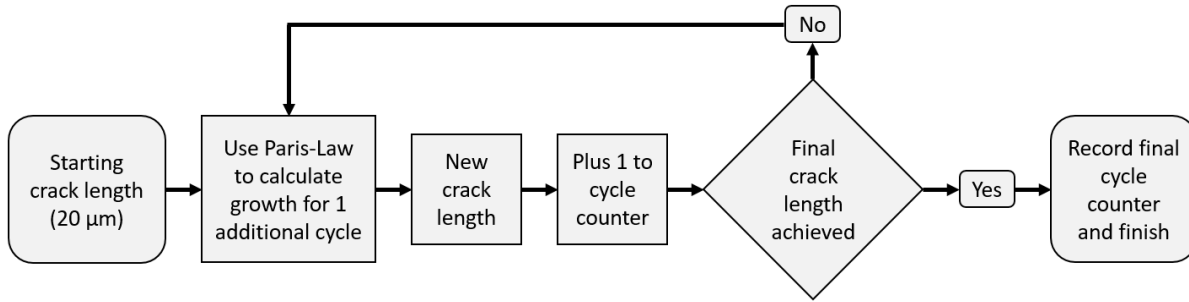 No
Starting
crack length
(20 µm)
Use Paris-Law
to calculate
growth for 1
additional cycle
New
crack
length
Plus 1 to
cycle
counter
Final
crack
length
achieved
Yes
Record final
cycle
counter
and finish